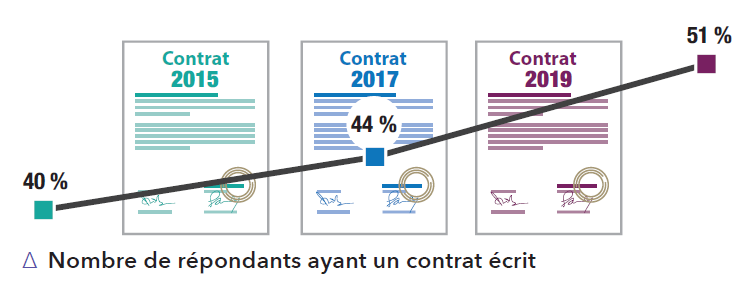 Contrat
2015
Contrat
2017
Contrat
2019
40 %
44 %
51 %
Δ Nombre de répondants ayant un contrat écrit